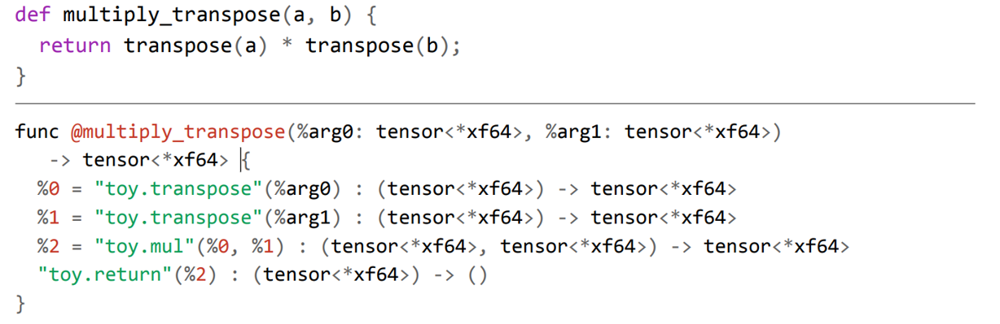 def multiply_transpose(a, b) {
  return transpose(a) * transpose(b);
}
func @multiply_transpose(%arg0: tensor<*xf64>, %arg1: tensor<*xf64>)
   -> tensor<*xf64> {
  %0 = "toy.transpose"(%arg0) : (tensor<*xf64>) -> tensor<*xf64>
  %1 = "toy.transpose"(%arg1) : (tensor<*xf64>) -> tensor<*xf64>
  %2 = "toy.mul"(%0, %1) : (tensor<*xf64>, tensor<*xf64>) -> tensor<*xf64>
  "toy.return"(%2) : (tensor<*xf64>) -> ()
}